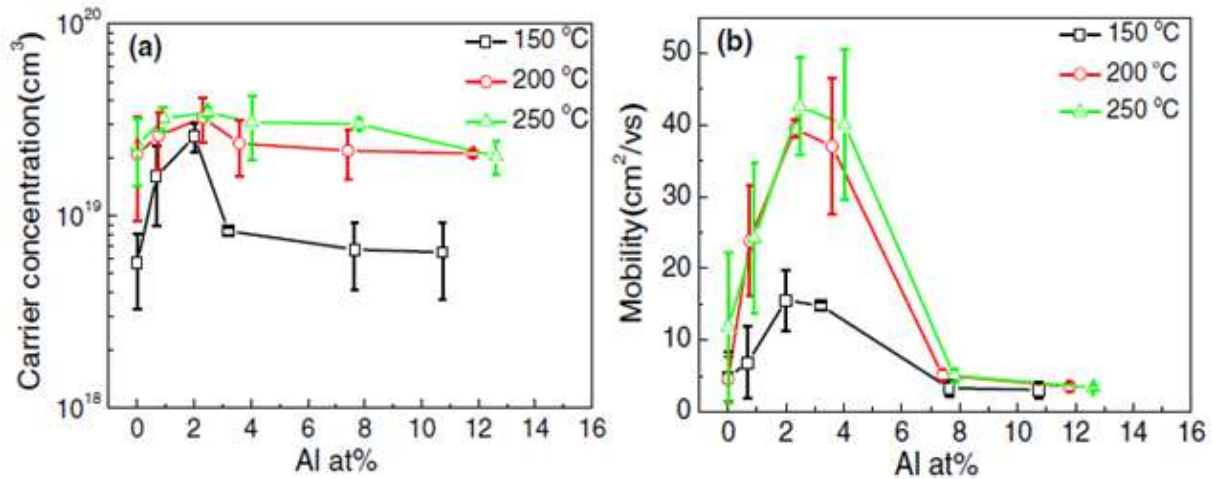 (a)
150 °C
200 °C
250 °C
10²⁰
10¹⁹
10¹⁸
Carrier concentration(cm³)
0 2 4 6 8 10 12 14 16
Al at%
(b)
150 °C
200 °C
250 °C
50
40
30
20
10
0
Mobility(cm²/vs)
0 2 4 6 8 10 12 14 16
Al at%